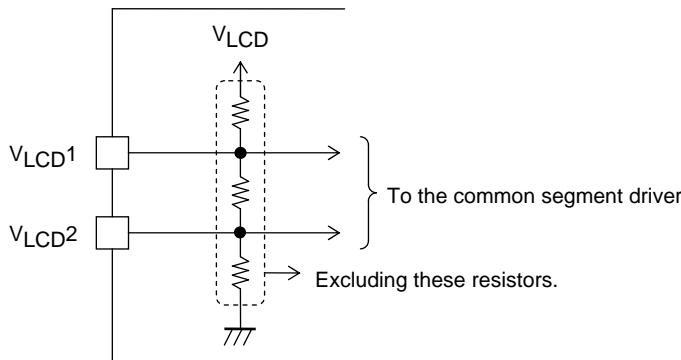 VLCD
VLCD1
To the common segment driver
VLCD2
Excluding these resistors.